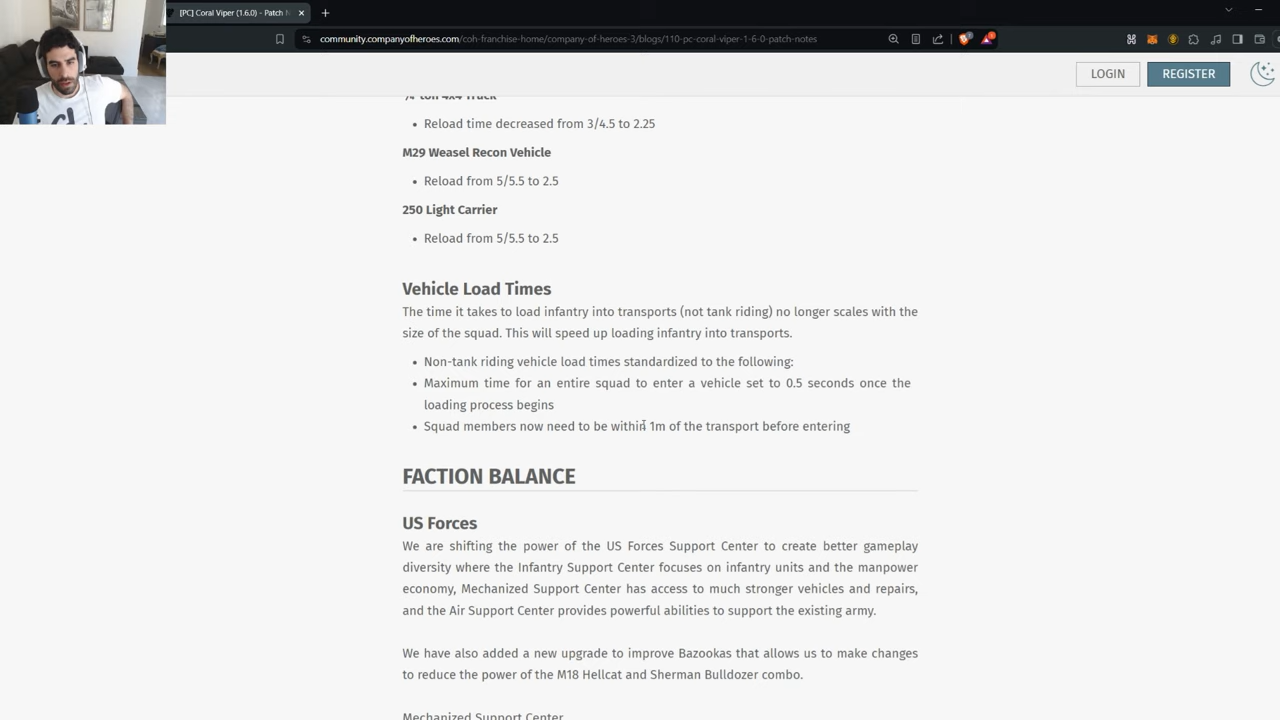 [PC] Coral Viper (1.6.0) - Patch N
community.companyofheroes.com/coh-franchise-home/company-of-heroes-3/blogs/110-pc-coral-viper-1-6-0-patch-notes
LOGIN
REGISTER
¼ ton 4x4 Truck
• Reload time decreased from 3/4.5 to 2.25
M29 Weasel Recon Vehicle
• Reload from 5/5.5 to 2.5
250 Light Carrier
• Reload from 5/5.5 to 2.5
Vehicle Load Times
The time it takes to load infantry into transports (not tank riding) no longer scales with the
size of the squad. This will speed up loading infantry into transports.
• Non-tank riding vehicle load times standardized to the following:
• Maximum time for an entire squad to enter a vehicle set to 0.5 seconds once the
loading process begins
• Squad members now need to be within 1m of the transport before entering
FACTION BALANCE
US Forces
We are shifting the power of the US Forces Support Center to create better gameplay
diversity where the Infantry Support Center focuses on infantry units and the manpower
economy, Mechanized Support Center has access to much stronger vehicles and repairs,
and the Air Support Center provides powerful abilities to support the existing army.
We have also added a new upgrade to improve Bazookas that allows us to make changes
to reduce the power of the M18 Hellcat and Sherman Bulldozer combo.
Mechanized Support Center